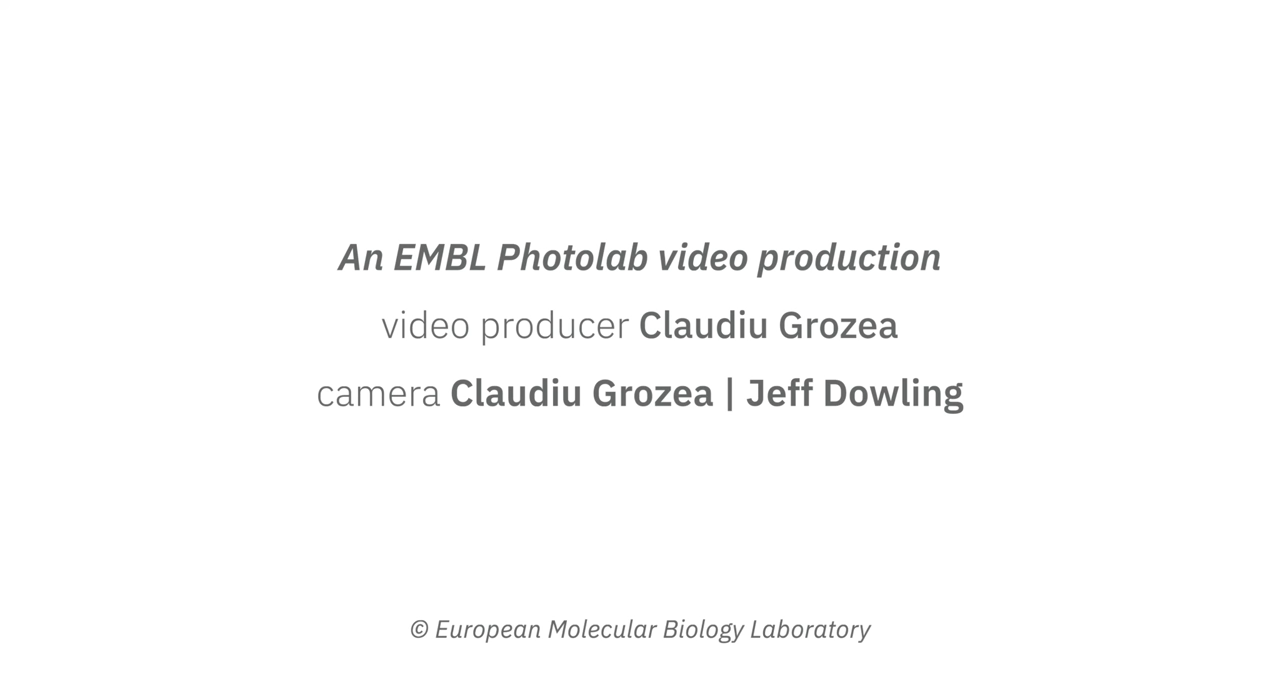 An EMBL Photolab video production
video producer Claudiu Grozea
camera Claudiu Grozea | Jeff Dowling
© European Molecular Biology Laboratory